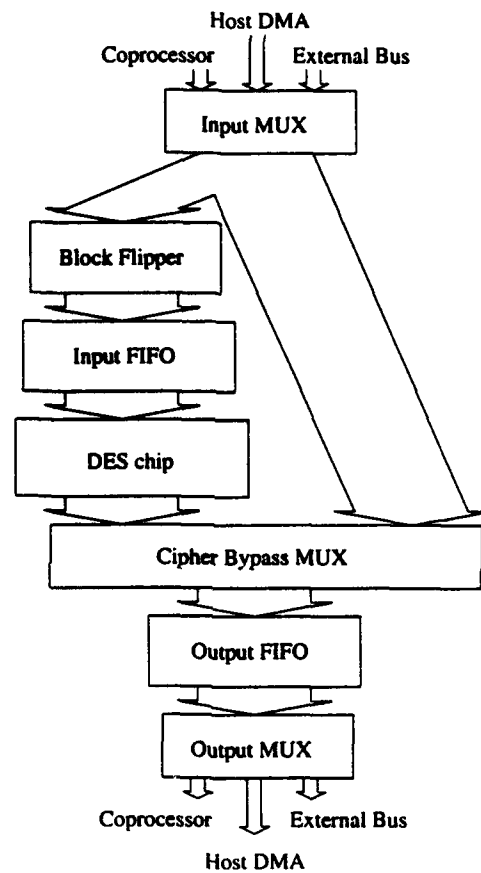 Host DMA
Coprocessor External Bus
Input MUX
Block Flipper
Input FIFO
DES chip
Cipher Bypass MUX
Output FIFO
Output MUX
Coprocessor External Bus
Host DMA